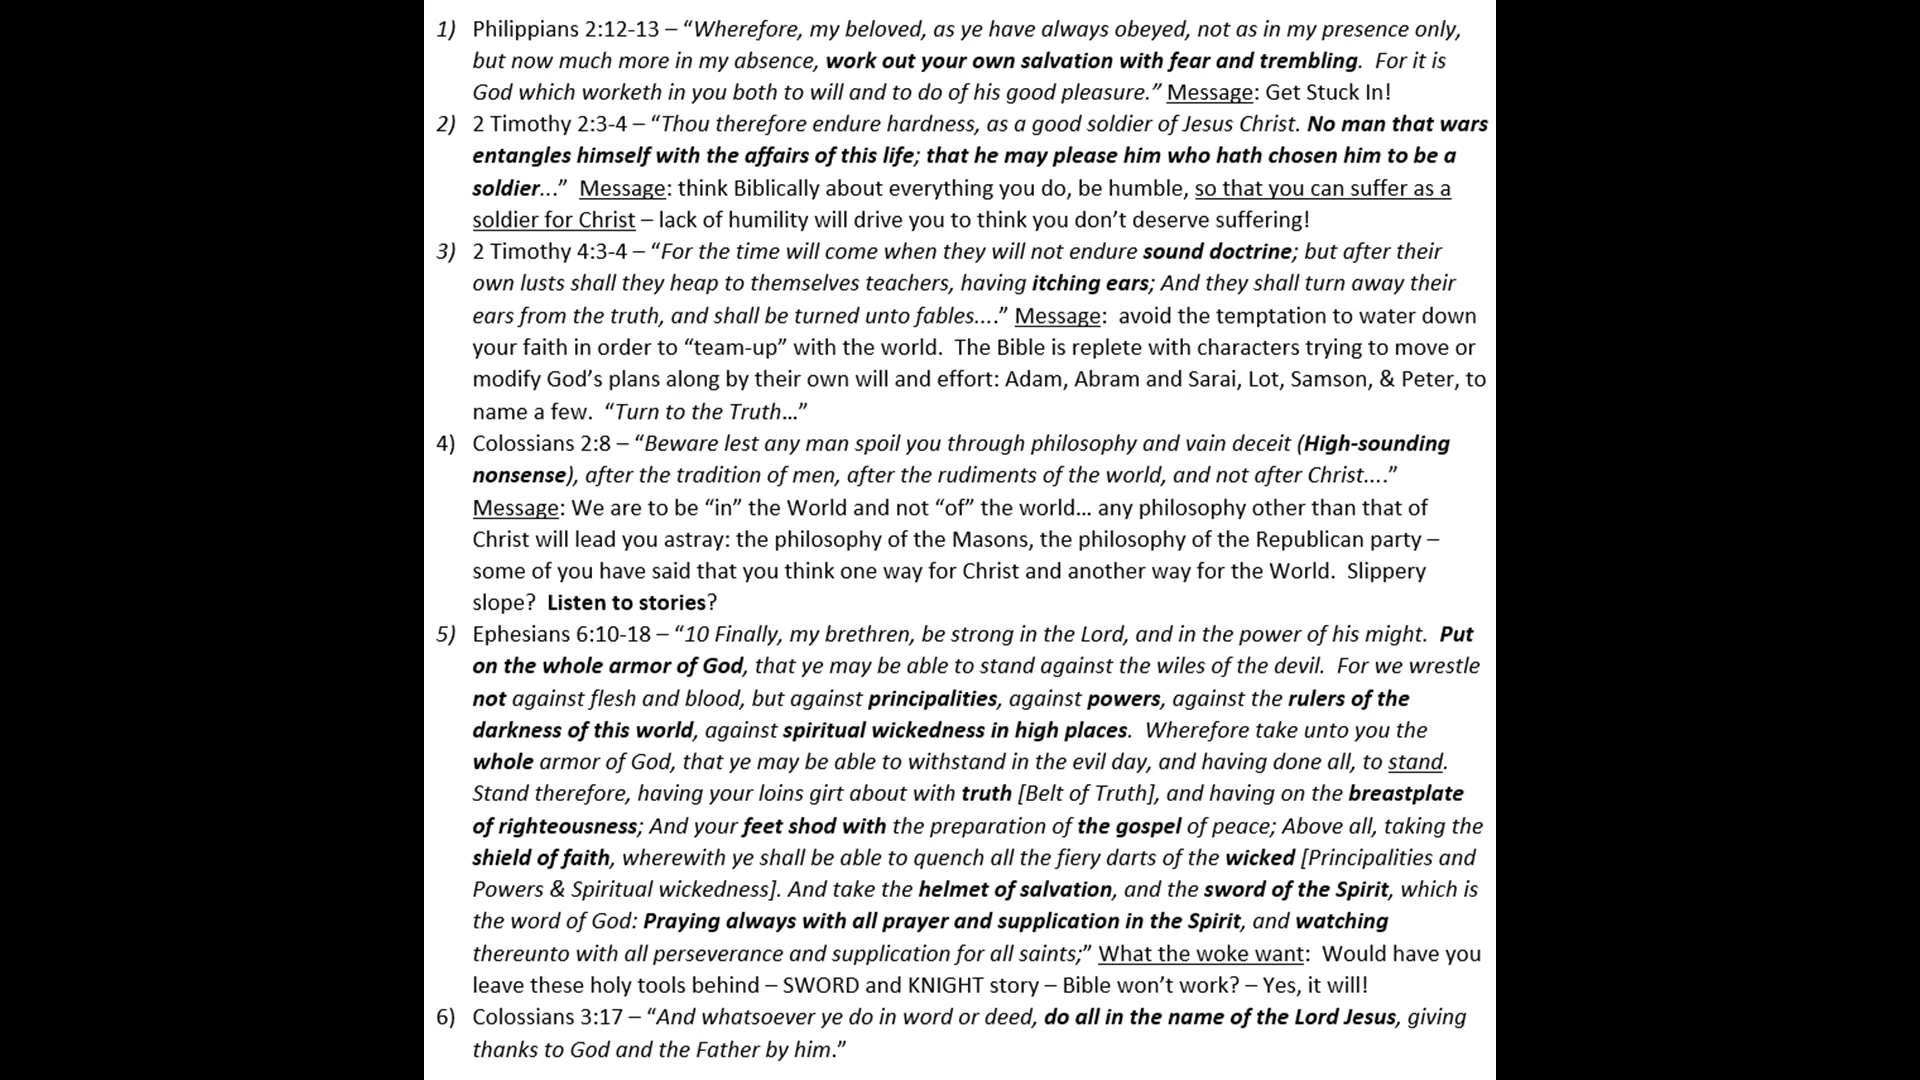 1) Philippians 2:12-13 – “Wherefore, my beloved, as ye have always obeyed, not as in my presence only,
but now much more in my absence, work out your own salvation with fear and trembling.  For it is
God which worketh in you both to will and to do of his good pleasure.” Message: Get Stuck In!
2) 2 Timothy 2:3-4 – “Thou therefore endure hardness, as a good soldier of Jesus Christ. No man that wars
entangles himself with the affairs of this life; that he may please him who hath chosen him to be a
soldier...”  Message: think Biblically about everything you do, be humble, so that you can suffer as a
soldier for Christ – lack of humility will drive you to think you don’t deserve suffering!
3) 2 Timothy 4:3-4 – “For the time will come when they will not endure sound doctrine; but after their
own lusts shall they heap to themselves teachers, having itching ears; And they shall turn away their
ears from the truth, and shall be turned unto fables....” Message:  avoid the temptation to water down
your faith in order to “team-up” with the world.  The Bible is replete with characters trying to move or
modify God’s plans along by their own will and effort: Adam, Abram and Sarai, Lot, Samson, & Peter, to
name a few.  “Turn to the Truth…”
4) Colossians 2:8 – “Beware lest any man spoil you through philosophy and vain deceit (High-sounding
nonsense), after the tradition of men, after the rudiments of the world, and not after Christ....”
Message: We are to be “in” the World and not “of” the world… any philosophy other than that of
Christ will lead you astray: the philosophy of the Masons, the philosophy of the Republican party –
some of you have said that you think one way for Christ and another way for the World.  Slippery
slope?  Listen to stories?
5) Ephesians 6:10-18 – “10 Finally, my brethren, be strong in the Lord, and in the power of his might.  Put
on the whole armor of God, that ye may be able to stand against the wiles of the devil.  For we wrestle
not against flesh and blood, but against principalities, against powers, against the rulers of the
darkness of this world, against spiritual wickedness in high places.  Wherefore take unto you the
whole armor of God, that ye may be able to withstand in the evil day, and having done all, to stand.
Stand therefore, having your loins girt about with truth [Belt of Truth], and having on the breastplate
of righteousness; And your feet shod with the preparation of the gospel of peace; Above all, taking the
shield of faith, wherewith ye shall be able to quench all the fiery darts of the wicked [Principalities and
Powers & Spiritual wickedness]. And take the helmet of salvation, and the sword of the Spirit, which is
the word of God: Praying always with all prayer and supplication in the Spirit, and watching
thereunto with all perseverance and supplication for all saints;” What the woke want:  Would have you
leave these holy tools behind – SWORD and KNIGHT story – Bible won’t work? – Yes, it will!
6) Colossians 3:17 – “And whatsoever ye do in word or deed, do all in the name of the Lord Jesus, giving
thanks to God and the Father by him.”